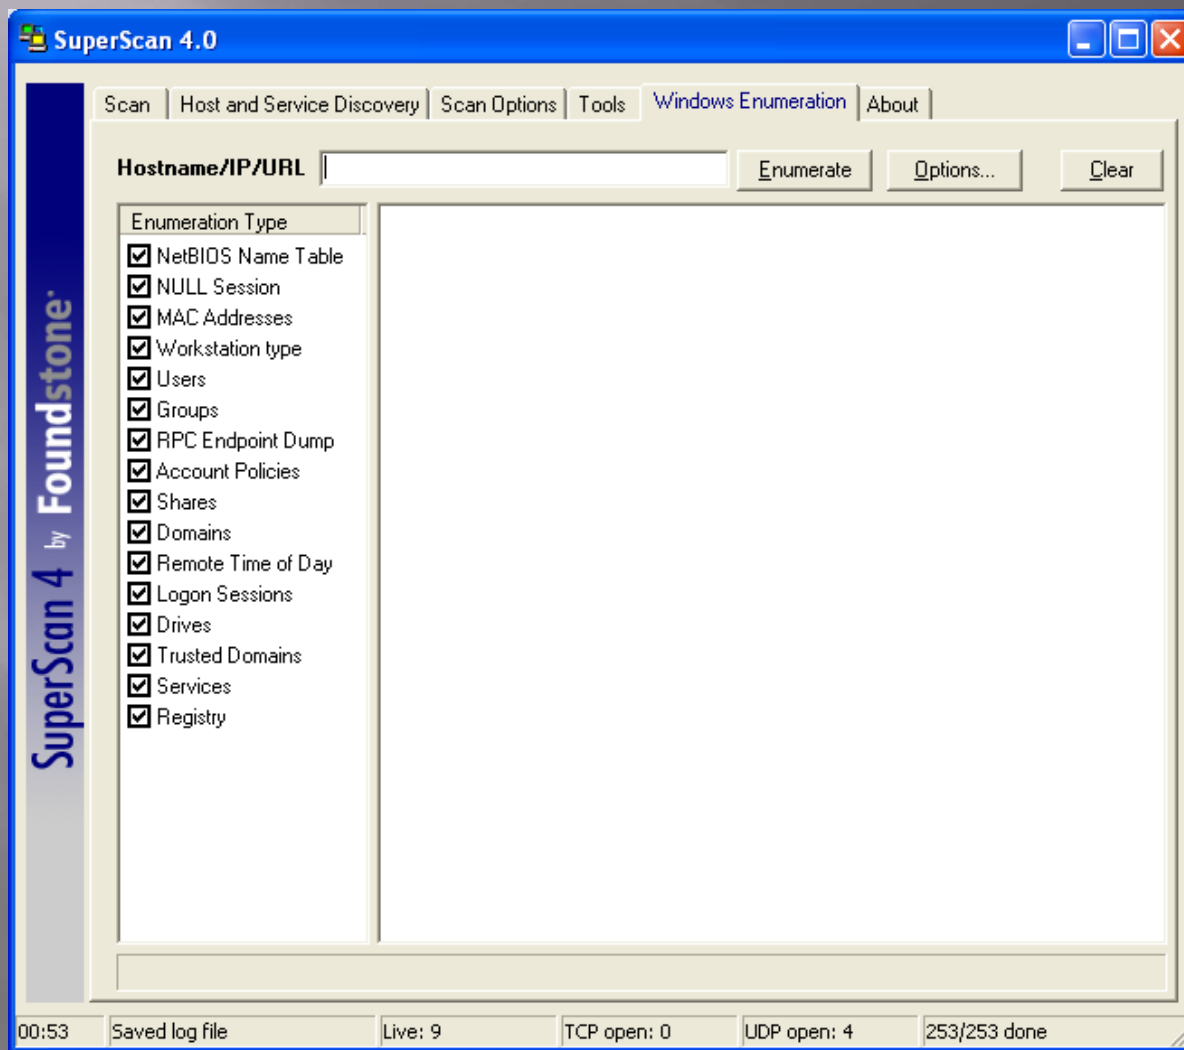 SuperScan 4.0
Scan Host and Service Discovery Scan Options Tools Windows Enumeration About
Hostname/IP/URL Enumerate Options... Clear
Enumeration Type
NetBIOS Name Table
NULL Session
MAC Addresses
Workstation type
Users
Groups
RPC Endpoint Dump
Account Policies
Shares
Domains
Remote Time of Day
Logon Sessions
Drives
Trusted Domains
Services
Registry
SuperScan 4 by Foundstone
00:53 Saved log file Live: 9 TCP open: 0 UDP open: 4 253/253 done